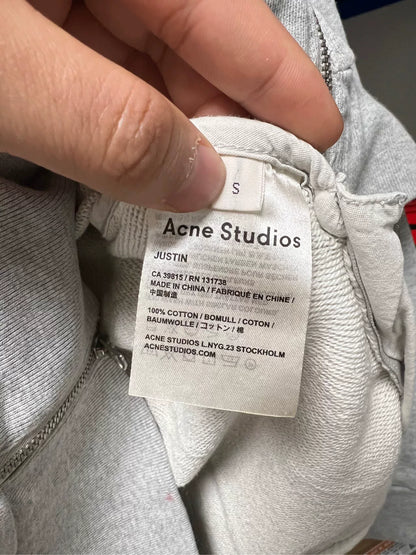 S
Acne Studios
JUSTIN
CA 39815 / RN 131738
MADE IN CHINA / FABRIQUÉ EN CHINE /
中国制造
100% COTTON / BOMULL / COTON /
BAUMWOLLE / コットン / 棉
ACNE STUDIOS L.NYG.23 STOCKHOLM
ACNESTUDIOS.COM